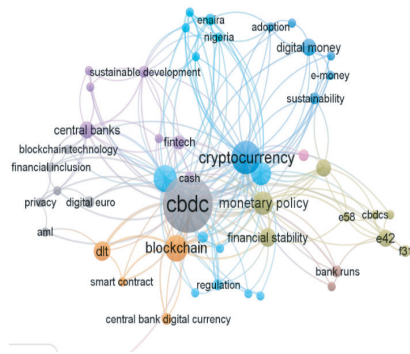 enaira
nigeria
adoption
digital money
e-money
sustainability
sustainable development
central banks
fintech
cryptocurrency
blockchain technology
financial inclusion
cash
cbdc
privacy
digital euro
monetary policy
aml
e58
cbdcs
dlt
blockchain
financial stability
e42
f31
bank runs
smart contract
regulation
central bank digital currency